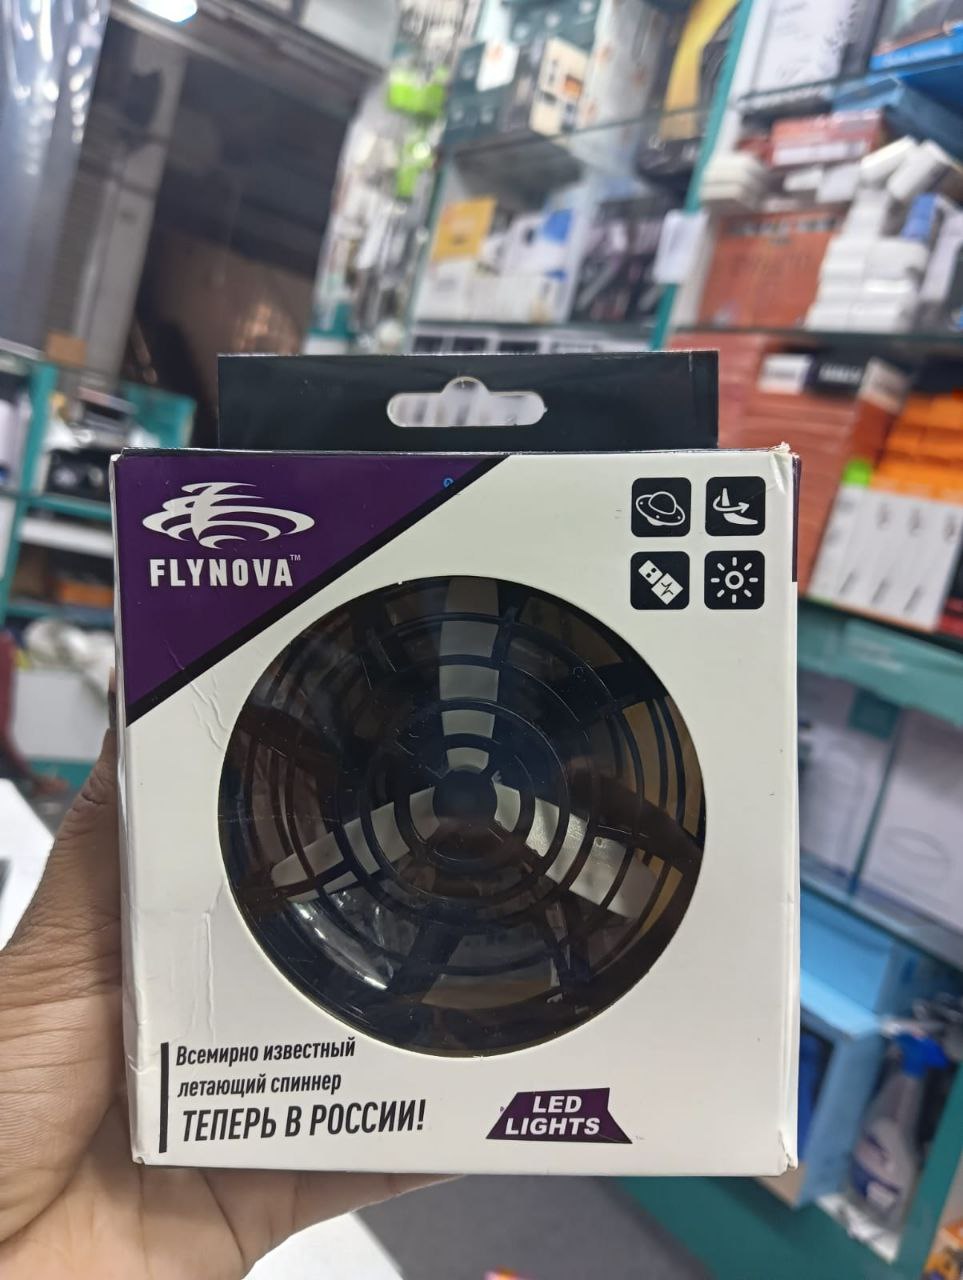 FLYNOVA™
Всемирно известный
летающий спиннер
ТЕПЕРЬ В РОССИИ!
LED
LIGHTS